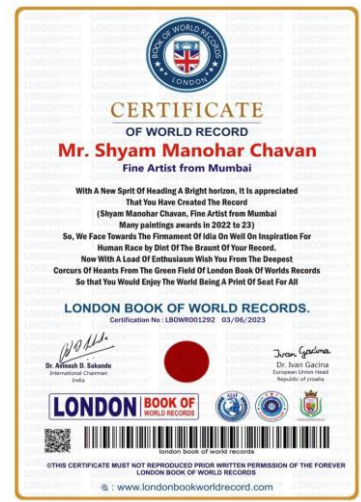 BOOK OF WORLD RECORDS
LONDON
CERTIFICATE
OF WORLD RECORD
Mr. Shyam Manohar Chavan
Fine Artist from Mumbai
With A New Sprit Of Heading A Bright horizon, It Is appreciated
That You Have Created The Record
(Shyam Manohar Chavan, Fine Artist from Mumbai
Many paintings awards in 2022 to 23)
So, We Face Towards The Firmament Of Idia On Well On Inspiration For
Human Race by Dint Of The Braunt Of Your Record.
Now With A Load Of Enthusiasm Wish You From The Deepest
Corcurs Of Heants From The Green Field Of London Book Of Worlds Records
So that You Would Enjoy The World Being A Print Of Seat For All
LONDON BOOK OF WORLD RECORDS.
Certification No : LBOWR001292 03/06/2023
Dr. Avinash D. Sakunde
International Chairman
India
Ivan Gacina
Dr. Ivan Gacina
European Union Head
Republic of croatia
LONDON BOOK OF
WORLD RECORDS
london book of world records
©THIS CERTIFICATE MUST NOT REPRODUCED PRIOR WRITTEN PERMISSION OF THE FOREVER
LONDON BOOK OF WORLD RECORDS
: www.londonbookworldrecord.com